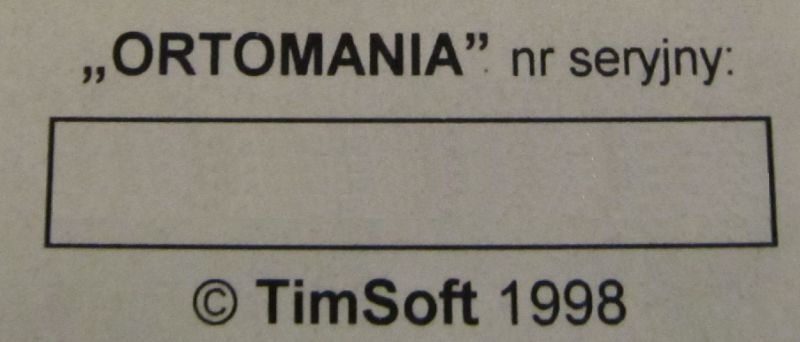 „ORTOMANIA” nr seryjny:
© TimSoft 1998